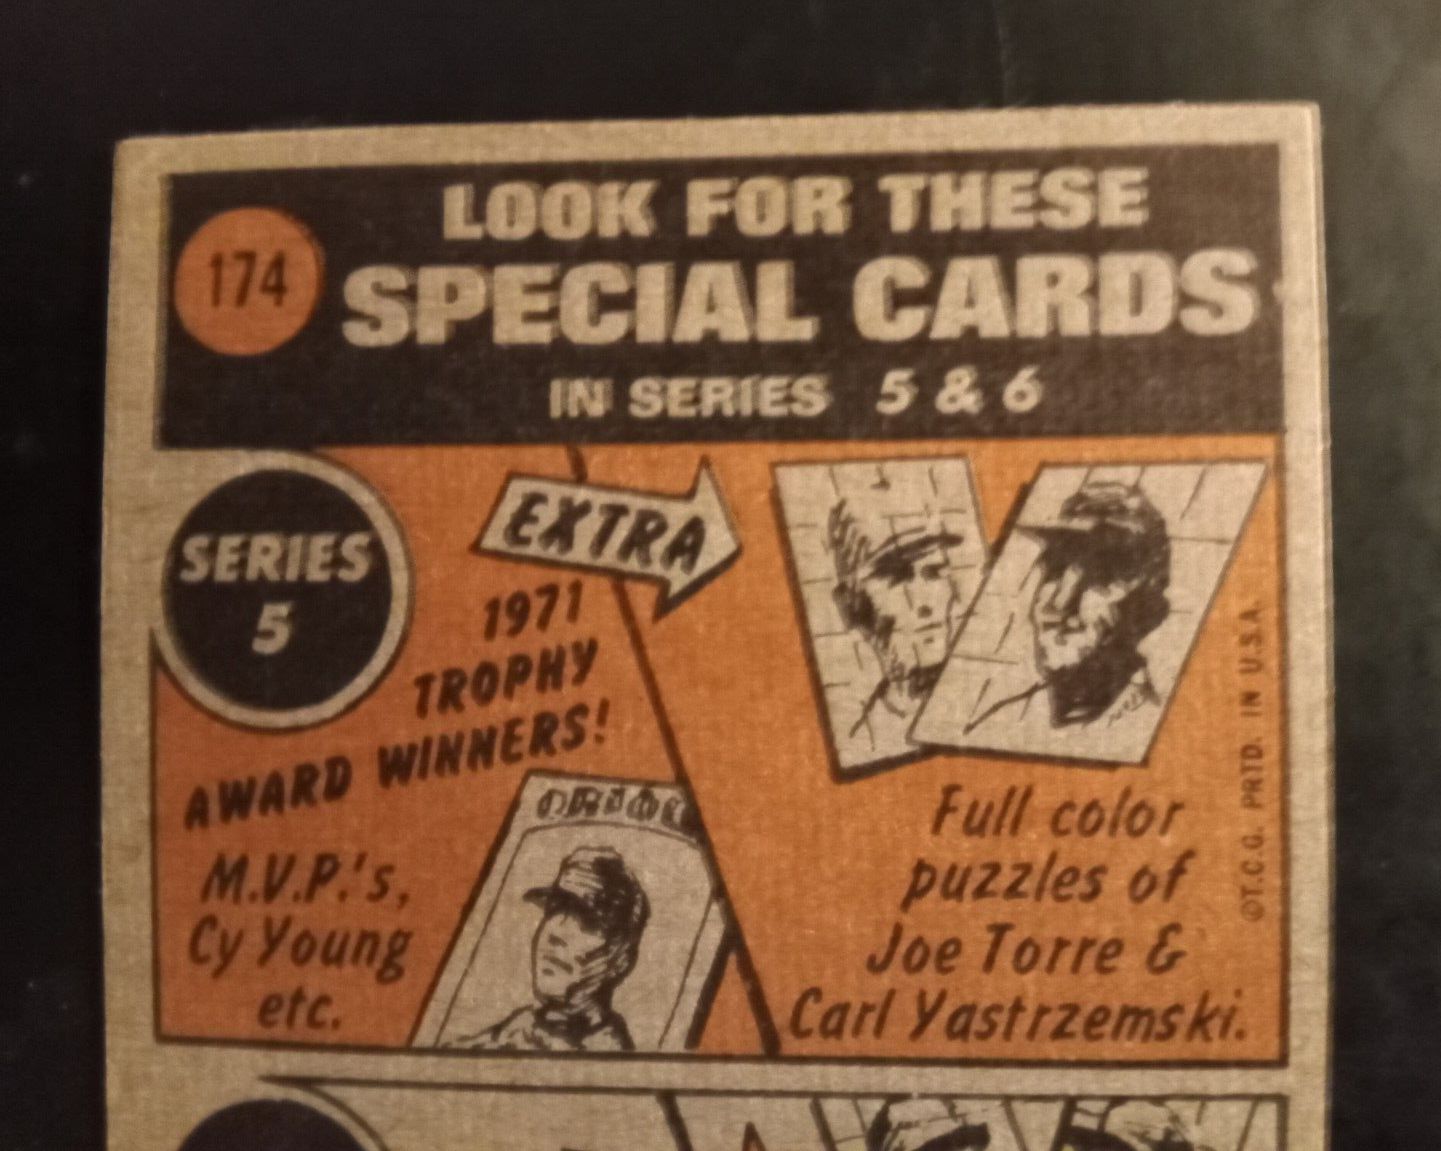 174
LOOK FOR THESE
SPECIAL CARDS
IN SERIES 5 & 6
SERIES
5
EXTRA
1971
TROPHY
AWARD WINNERS!
M.V.P.'s,
Cy Young
etc.
ORIOL
Full color
puzzles of
Joe Torre &
Carl Yastrzemski.
©T.C.G. PRTD. IN U.S.A.